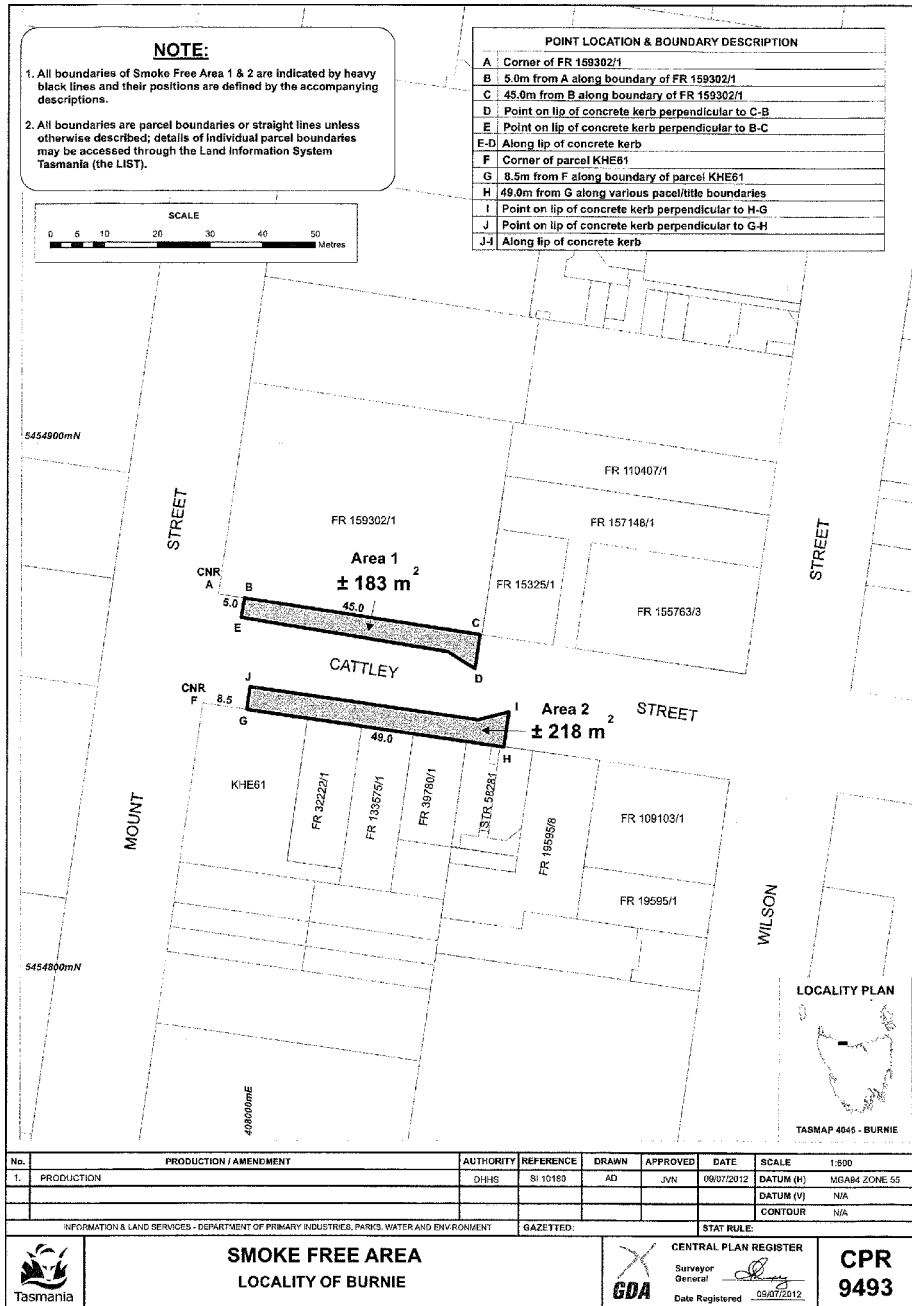 NOTE:
1. All boundaries of Smoke Free Area 1 & 2 are indicated by heavy
black lines and their positions are defined by the accompanying
descriptions.
2. All boundaries are parcel boundaries or straight lines unless
otherwise described; details of individual parcel boundaries
may be accessed through the Land Information System
Tasmania (the LIST).
SCALE
0 5 10 20 30 40 50
Metres
POINT LOCATION & BOUNDARY DESCRIPTION
A Corner of FR 159302/1
B 5.0m from A along boundary of FR 159302/1
C 45.0m from B along boundary of FR 159302/1
D Point on lip of concrete kerb perpendicular to C-B
E Point on lip of concrete kerb perpendicular to B-C
E-D Along lip of concrete kerb
F Corner of parcel KHE61
G 8.5m from F along boundary of parcel KHE61
H 49.0m from G along various pacel/title boundaries
I Point on lip of concrete kerb perpendicular to H-G
J Point on lip of concrete kerb perpendicular to G-H
J-I Along lip of concrete kerb
5454900mN
STREET
FR 110407/1
FR 159302/1
FR 157148/1
STREET
Area 1
± 183 m2
CNR
A
B
5.0
45.0
E
C
D
FR 15325/1
FR 155763/3
CATTLEY
STREET
CNR
F
8.5
J
G
49.0
I
H
Area 2
± 218 m2
KHE61
FR 32222/1
FR 133575/1
FR 39780/1
STR 58281
FR 19595/8
FR 109103/1
FR 19595/1
MOUNT
WILSON
5454800mN
408000mE
LOCALITY PLAN
TASMAP 4045 - BURNIE
No. PRODUCTION / AMENDMENT AUTHORITY REFERENCE DRAWN APPROVED DATE SCALE 1:600
1. PRODUCTION DHHS SI 10180 AD JVN 09/07/2012 DATUM (H) MGA94 ZONE 55
DATUM (V) N/A
CONTOUR N/A
INFORMATION & LAND SERVICES - DEPARTMENT OF PRIMARY INDUSTRIES, PARKS, WATER AND ENVIRONMENT GAZETTED: STAT RULE:
Tasmania
SMOKE FREE AREA
LOCALITY OF BURNIE
GDA
CENTRAL PLAN REGISTER
Surveyor
General
Date Registered 09/07/2012
CPR
9493